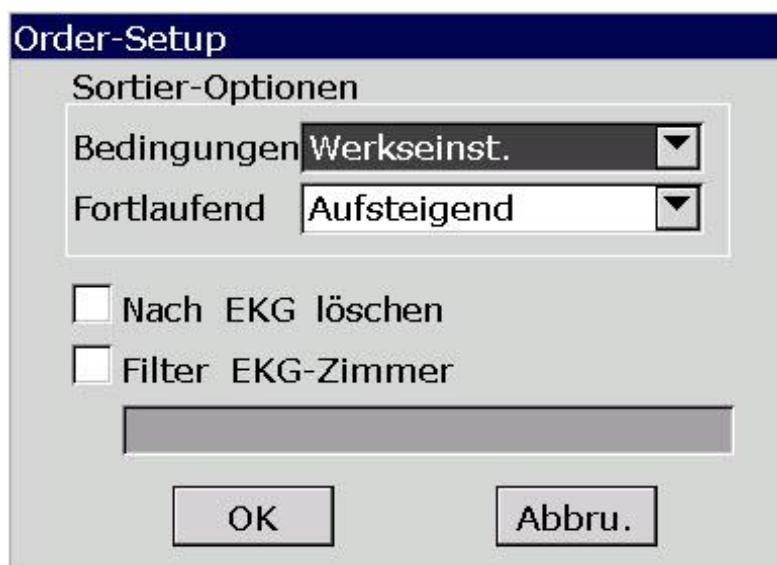 Order-Setup
Sortier-Optionen
Bedingungen Werkseinst.
Fortlaufend Aufsteigend
Nach EKG löschen
Filter EKG-Zimmer
OK Abbru.